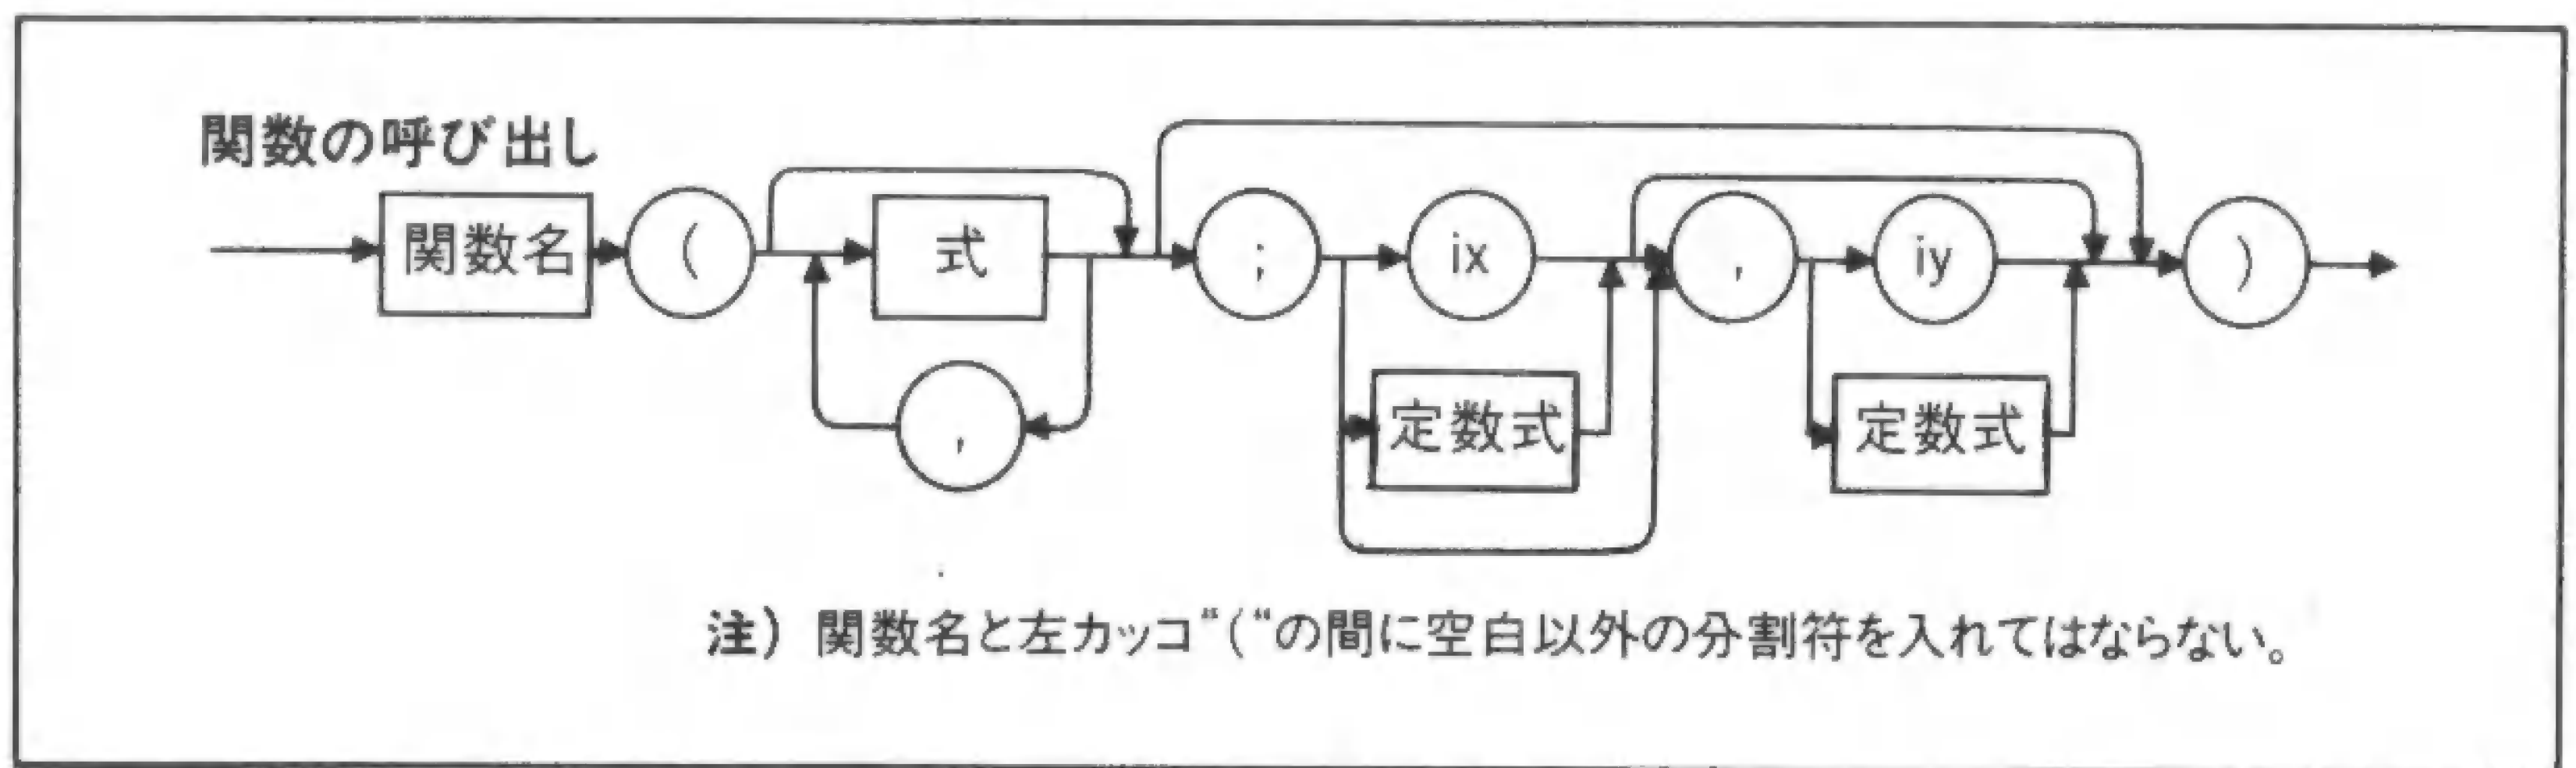 関数の呼び出し
関数名 ( 式 ; ix , iy )
, 定数式 定数式
注) 関数名と左カッコ“(“の間に空白以外の分割符を入れてはならない。